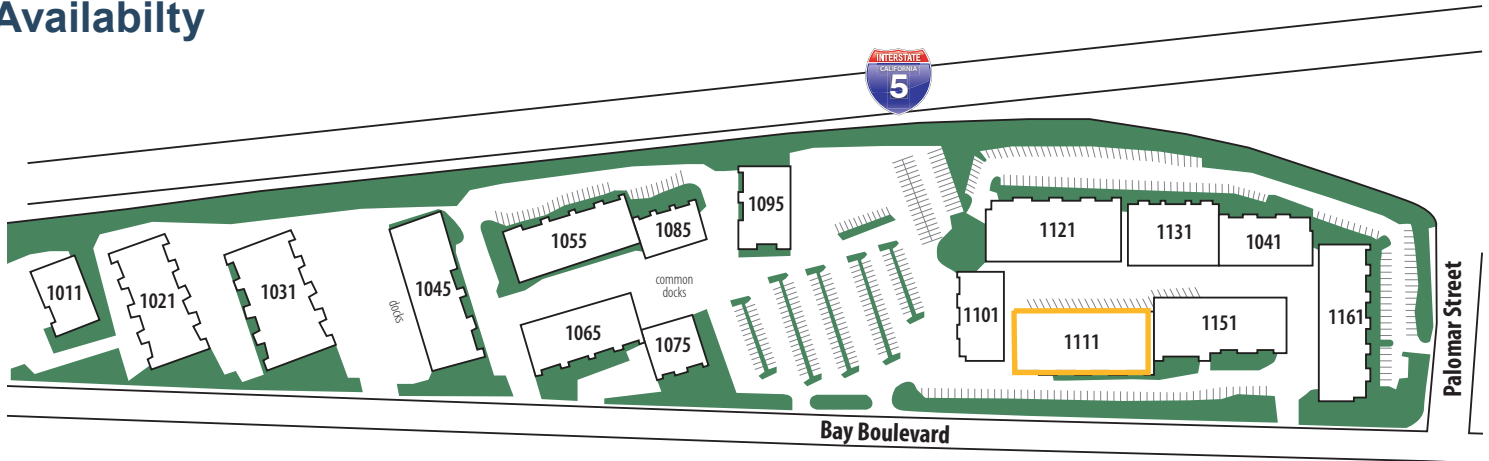 Availabilty
INTERSTATE
CALIFORNIA
5
1011
1021
1031
docks
1045
1055
1085
common
docks
1065
1075
1095
1101
1121
1131
1041
1111
1151
1161
Palomar Street
Bay Boulevard